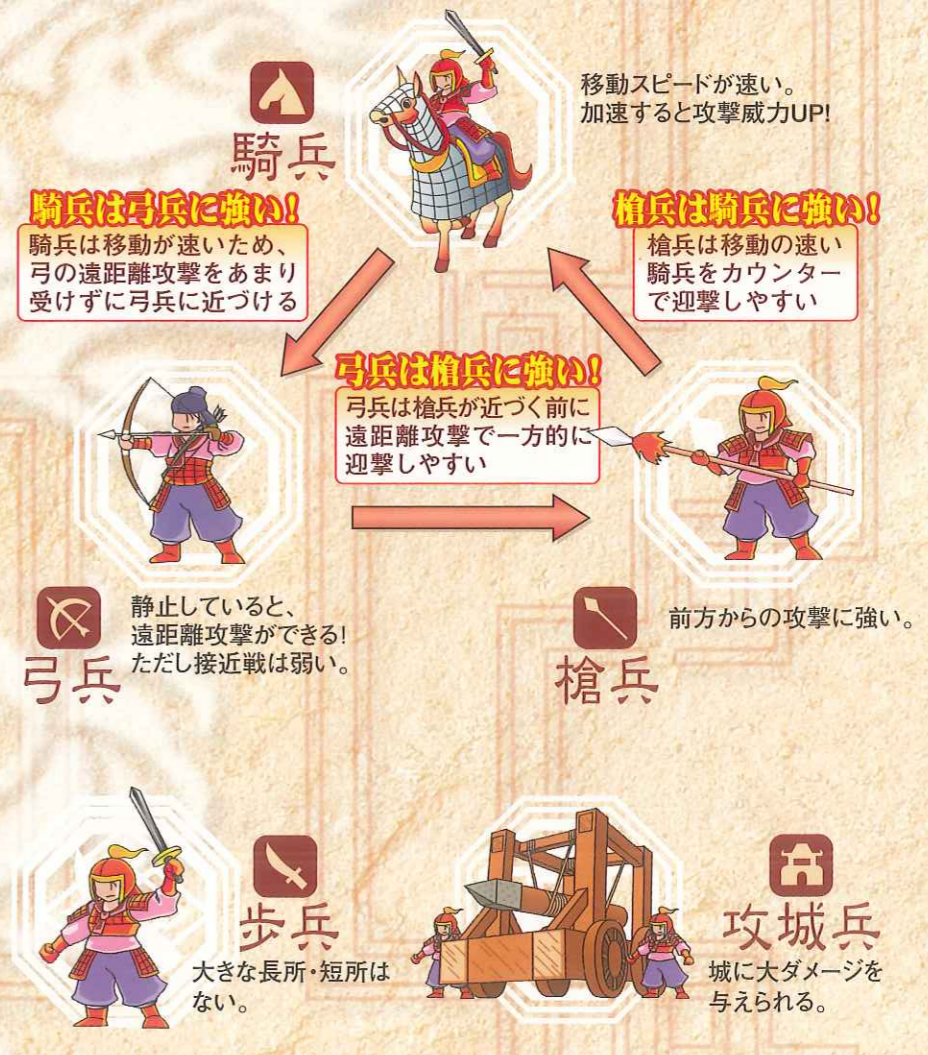 騎兵
移動スピードが速い。
加速すると攻撃威力UP!
騎兵は弓兵に強い!
騎兵は移動が速いため、
弓の遠距離攻撃をあまり
受けずに弓兵に近づける
槍兵は騎兵に強い!
槍兵は移動の速い
騎兵をカウンター
で迎撃しやすい
弓兵は槍兵に強い!
弓兵は槍兵が近づく前に
遠距離攻撃で一方的に
迎撃しやすい
弓兵
静止していると、
遠距離攻撃ができる!
ただし接近戦は弱い。
槍兵
前方からの攻撃に強い。
歩兵
大きな長所・短所は
ない。
攻城兵
城に大ダメージを
与えられる。